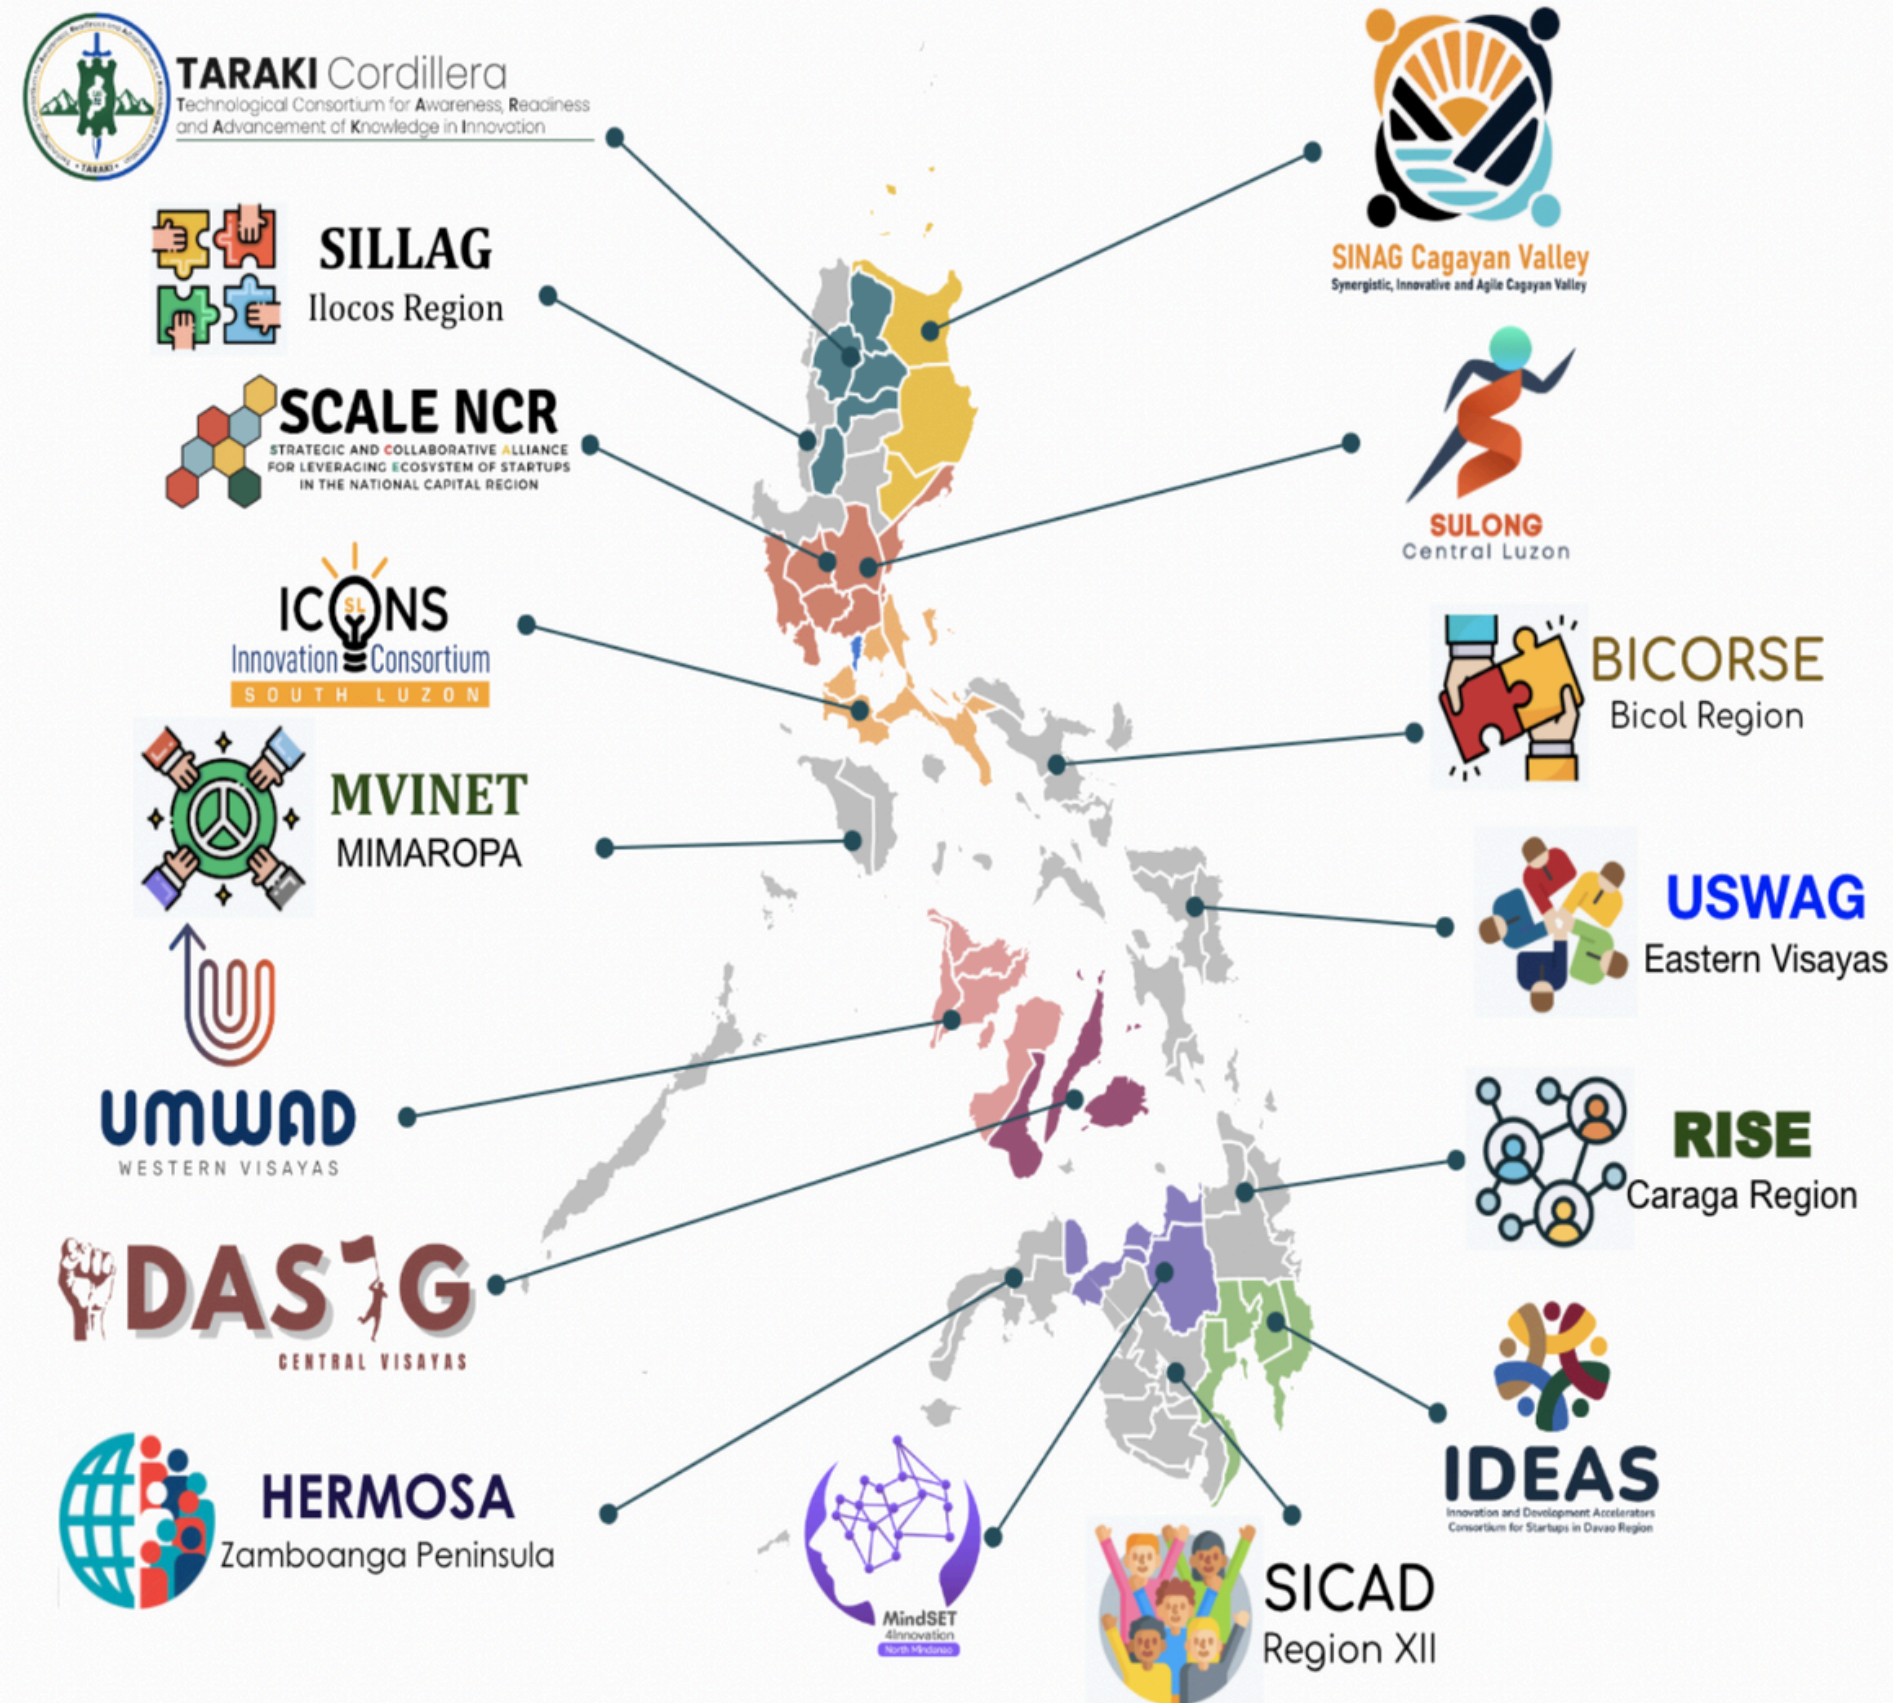 TARAKI Cordillera
Technological Consortium for Awareness, Readiness
and Advancement of Knowledge in Innovation
• TARAKI •
SILLAG
Ilocos Region
SCALE NCR
STRATEGIC AND COLLABORATIVE ALLIANCE
FOR LEVERAGING ECOSYSTEM OF STARTUPS
IN THE NATIONAL CAPITAL REGION
ICONS
SL
Innovation Consortium
SOUTH LUZON
MVINET
MIMAROPA
UMWAD
WESTERN VISAYAS
DASIG
CENTRAL VISAYAS
HERMOSA
Zamboanga Peninsula
MindSET
4Innovation
North Mindanao
SINAG Cagayan Valley
Synergistic, Innovative and Agile Cagayan Valley
SULONG
Central Luzon
BICORSE
Bicol Region
USWAG
Eastern Visayas
RISE
Caraga Region
IDEAS
Innovation and Development Accelerators
Consortium for Startups in Davao Region
SICAD
Region XII